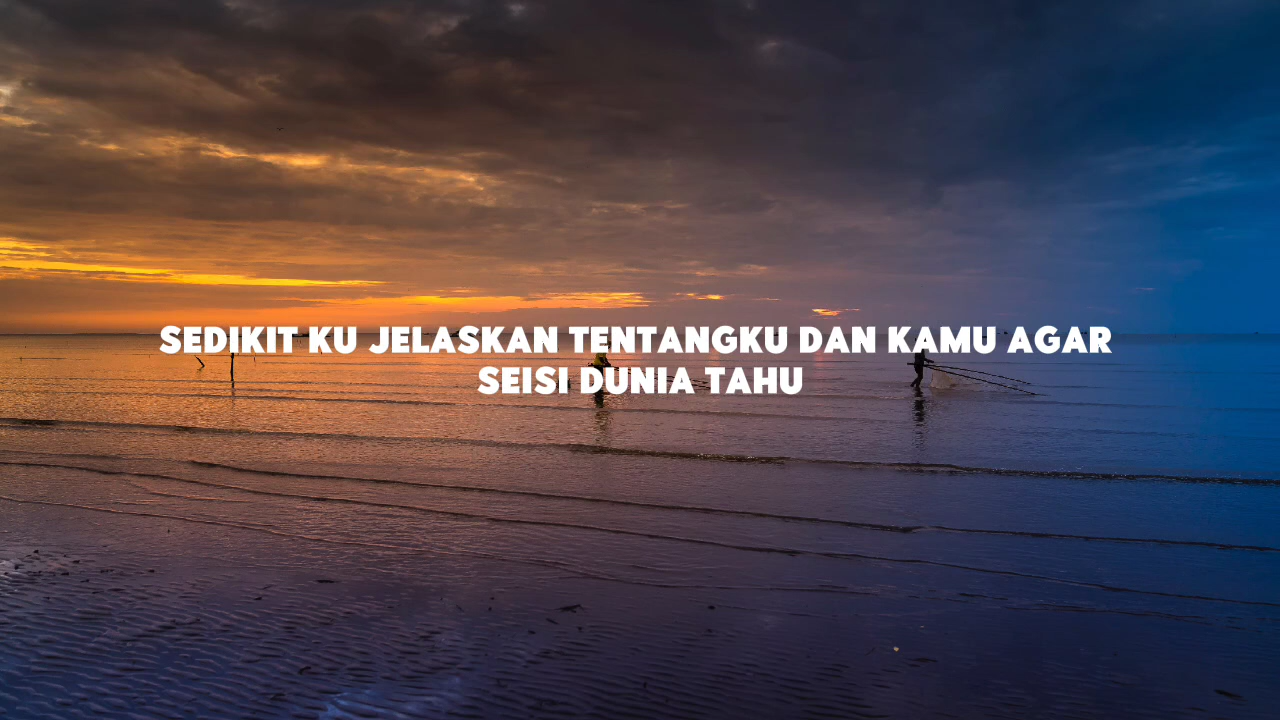 SEDIKIT KU JELASKAN TENTANGKU DAN KAMU AGAR
SEISI DUNIA TAHU